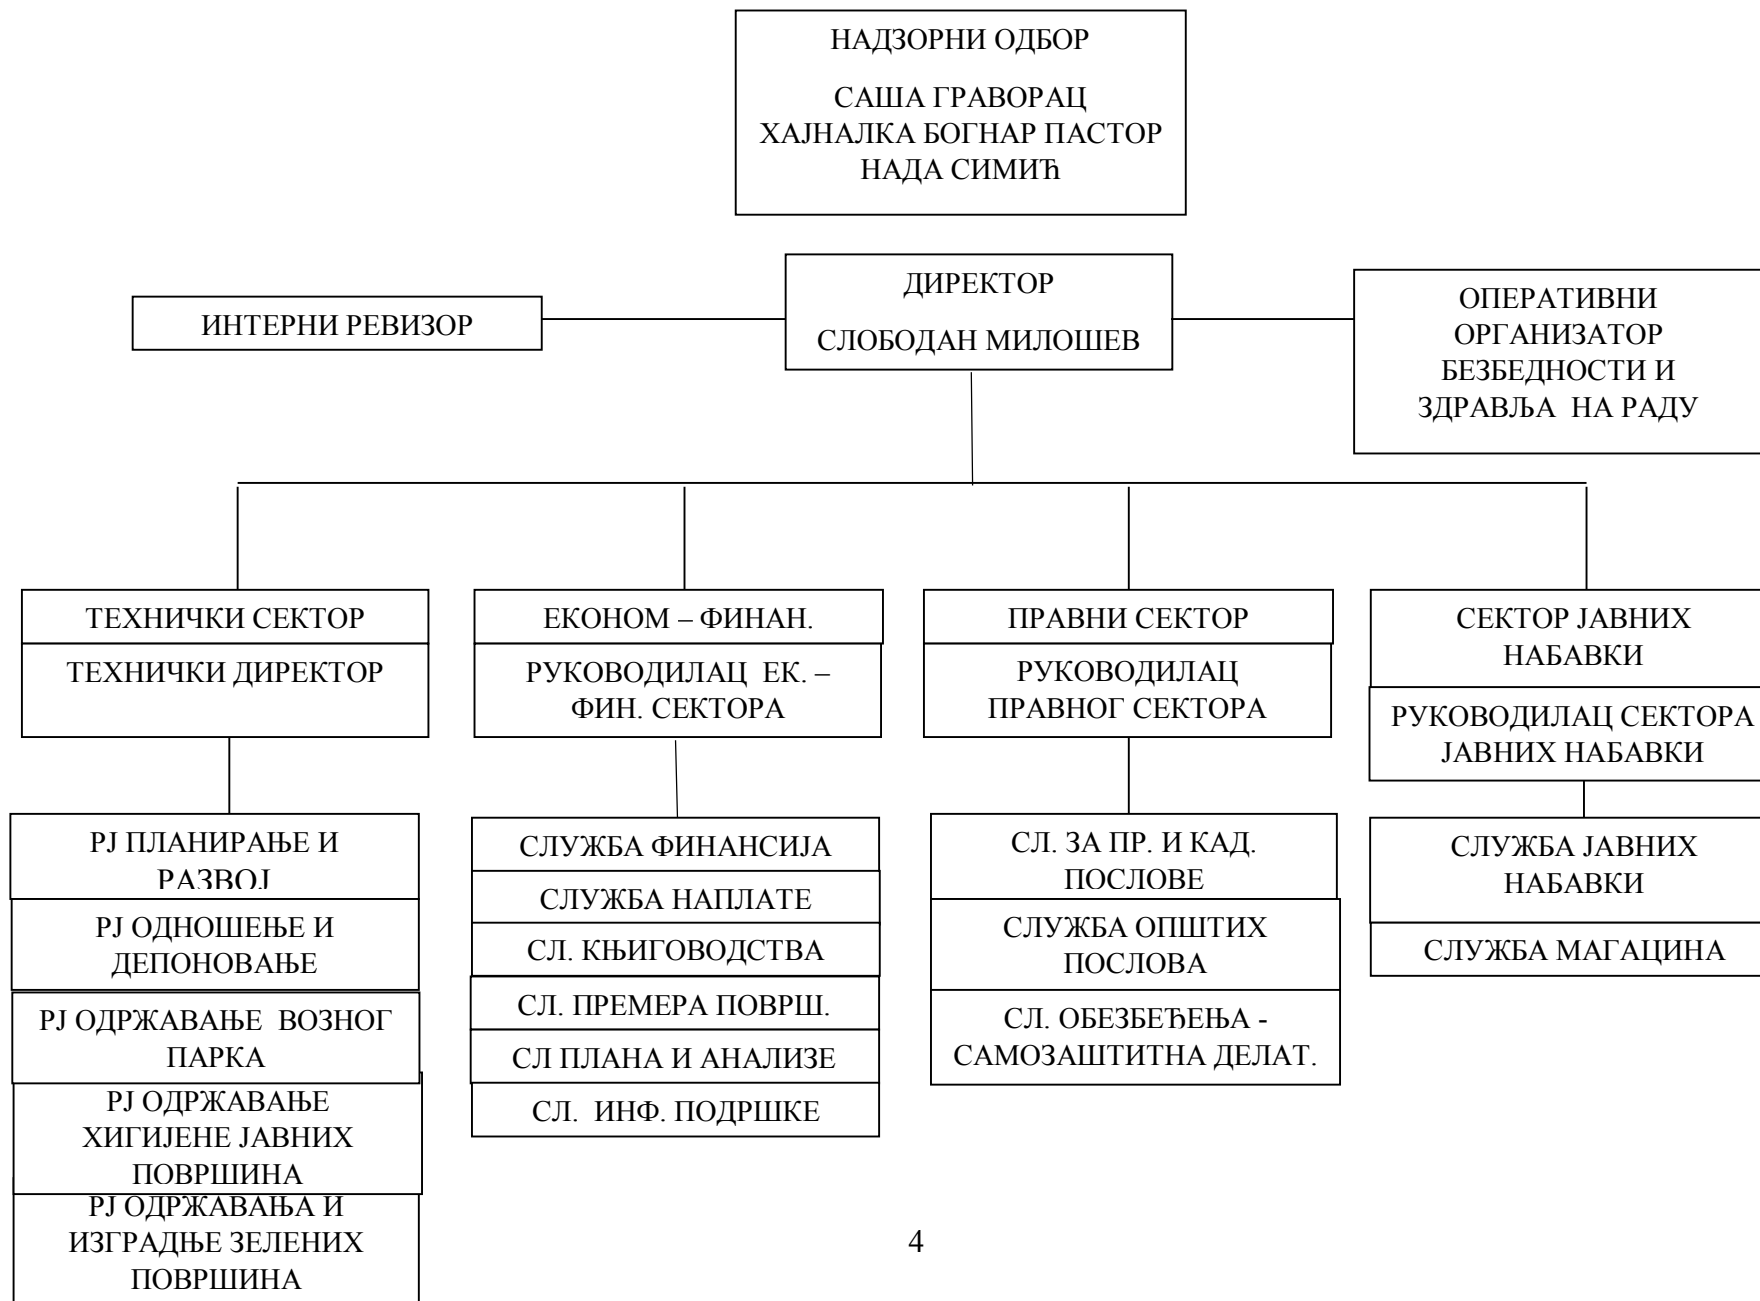 НАДЗОРНИ ОДБОР
САША ГРАВОРАЦ
ХАЈНАЛКА БОГНАР ПАСТОР
НАДА СИМИЋ
ДИРЕКТОР
СЛОБОДАН МИЛОШЕВ
ИНТЕРНИ РЕВИЗОР
ОПЕРАТИВНИ
ОРГАНИЗАТОР
БЕЗБЕДНОСТИ И
ЗДРАВЉА НА РАДУ
ТЕХНИЧКИ СЕКТОР
ТЕХНИЧКИ ДИРЕКТОР
РЈ ПЛАНИРАЊЕ И
РАЗВОЈ
РЈ ОДНОШЕЊЕ И
ДЕПОНОВАЊЕ
РЈ ОДРЖАВАЊЕ ВОЗНОГ
ПАРКА
РЈ ОДРЖАВАЊЕ
ХИГИЈЕНЕ ЈАВНИХ
ПОВРШИНА
РЈ ОДРЖАВАЊА И
ИЗГРАДЊЕ ЗЕЛЕНИХ
ПОВРШИНА
ЕКОНОМ – ФИНАН.
РУКОВОДИЛАЦ ЕК. –
ФИН. СЕКТОРА
СЛУЖБА ФИНАНСИЈА
СЛУЖБА НАПЛАТЕ
СЛ. КЊИГОВОДСТВА
СЛ. ПРЕМЕРА ПОВРШ.
СЛ ПЛАНА И АНАЛИЗЕ
СЛ. ИНФ. ПОДРШКЕ
ПРАВНИ СЕКТОР
РУКОВОДИЛАЦ
ПРАВНОГ СЕКТОРА
СЛ. ЗА ПР. И КАД.
ПОСЛОВЕ
СЛУЖБА ОПШТИХ
ПОСЛОВА
СЛ. ОБЕЗБЕЂЕЊА -
САМОЗАШТИТНА ДЕЛАТ.
СЕКТОР ЈАВНИХ
НАБАВКИ
РУКОВОДИЛАЦ СЕКТОРА
ЈАВНИХ НАБАВКИ
СЛУЖБА ЈАВНИХ
НАБАВКИ
СЛУЖБА МАГАЦИНА
4